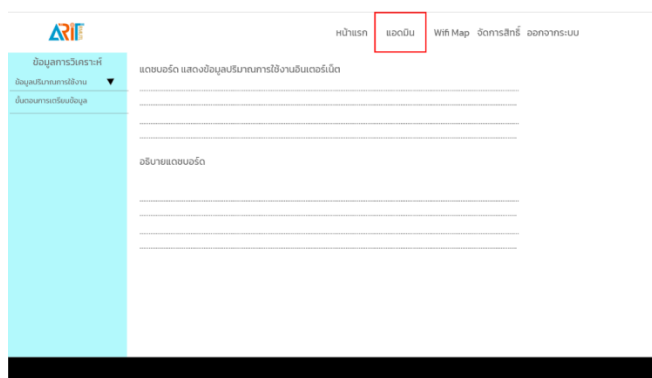 ARIT
หน้าแรก แอดมิน Wifi Map จัดการสิทธิ์ ออกจากระบบ
ข้อมูลการวิเคราะห์
ข้อมูลปริมาณการใช้งาน ▼
ขั้นตอนการเตรียมข้อมูล
แดชบอร์ด แสดงข้อมูลปริมาณการใช้งานอินเตอร์เน็ต
อธิบายแดชบอร์ด